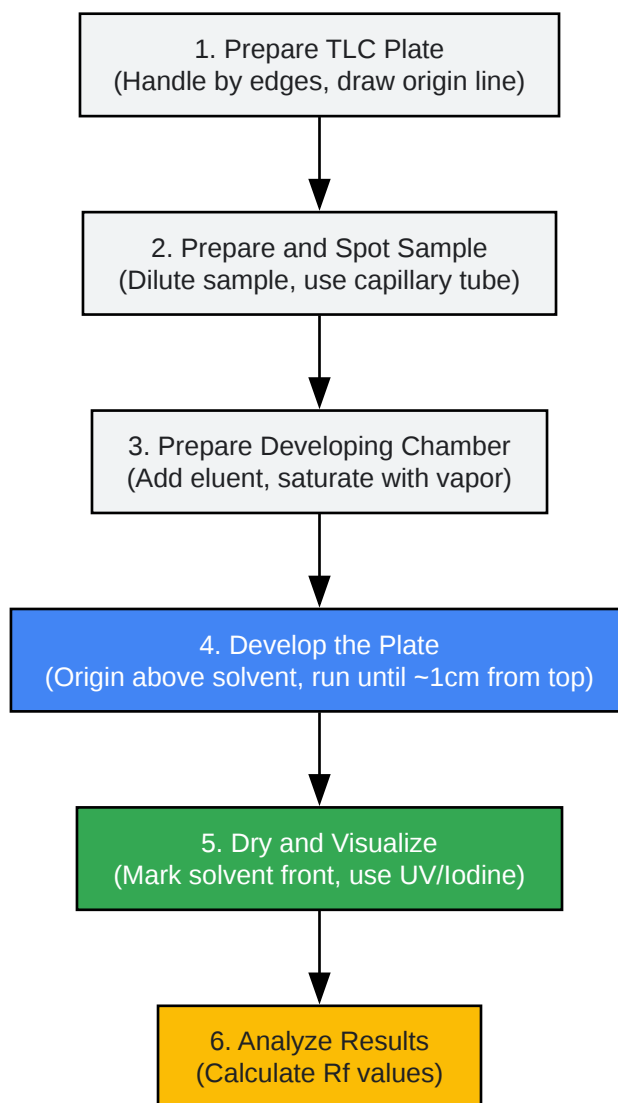 1. Prepare TLC Plate
(Handle by edges, draw origin line)
2. Prepare and Spot Sample
(Dilute sample, use capillary tube)
3. Prepare Developing Chamber
(Add eluent, saturate with vapor)
4. Develop the Plate
(Origin above solvent, run until ~1cm from top)
5. Dry and Visualize
(Mark solvent front, use UV/Iodine)
6. Analyze Results
(Calculate Rf values)